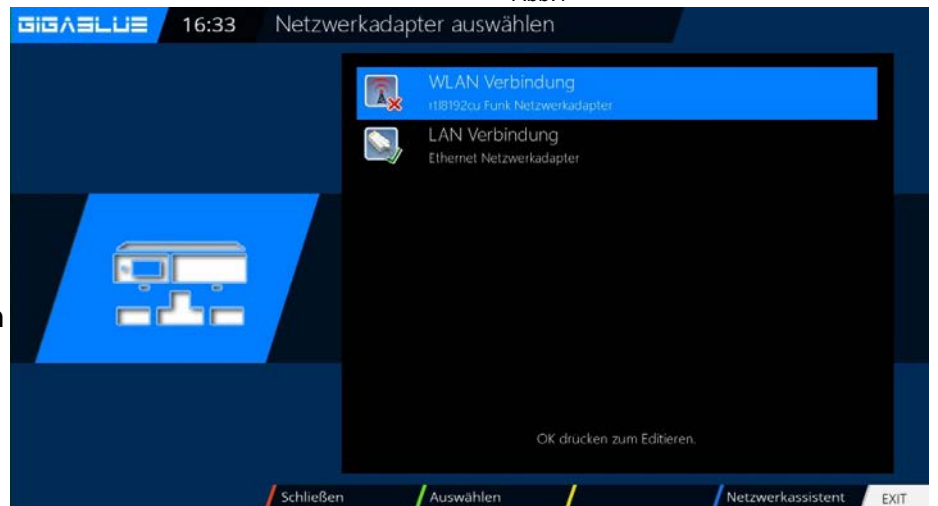 GIGABLUE 16:33 Netzwerkadapter auswählen
WLAN Verbindung
rtl8192cu Funk Netzwerkadapter
LAN Verbindung
Ethernet Netzwerkadapter
OK drücken zum Editieren.
Schließen Auswählen Netzwerkassistent EXIT